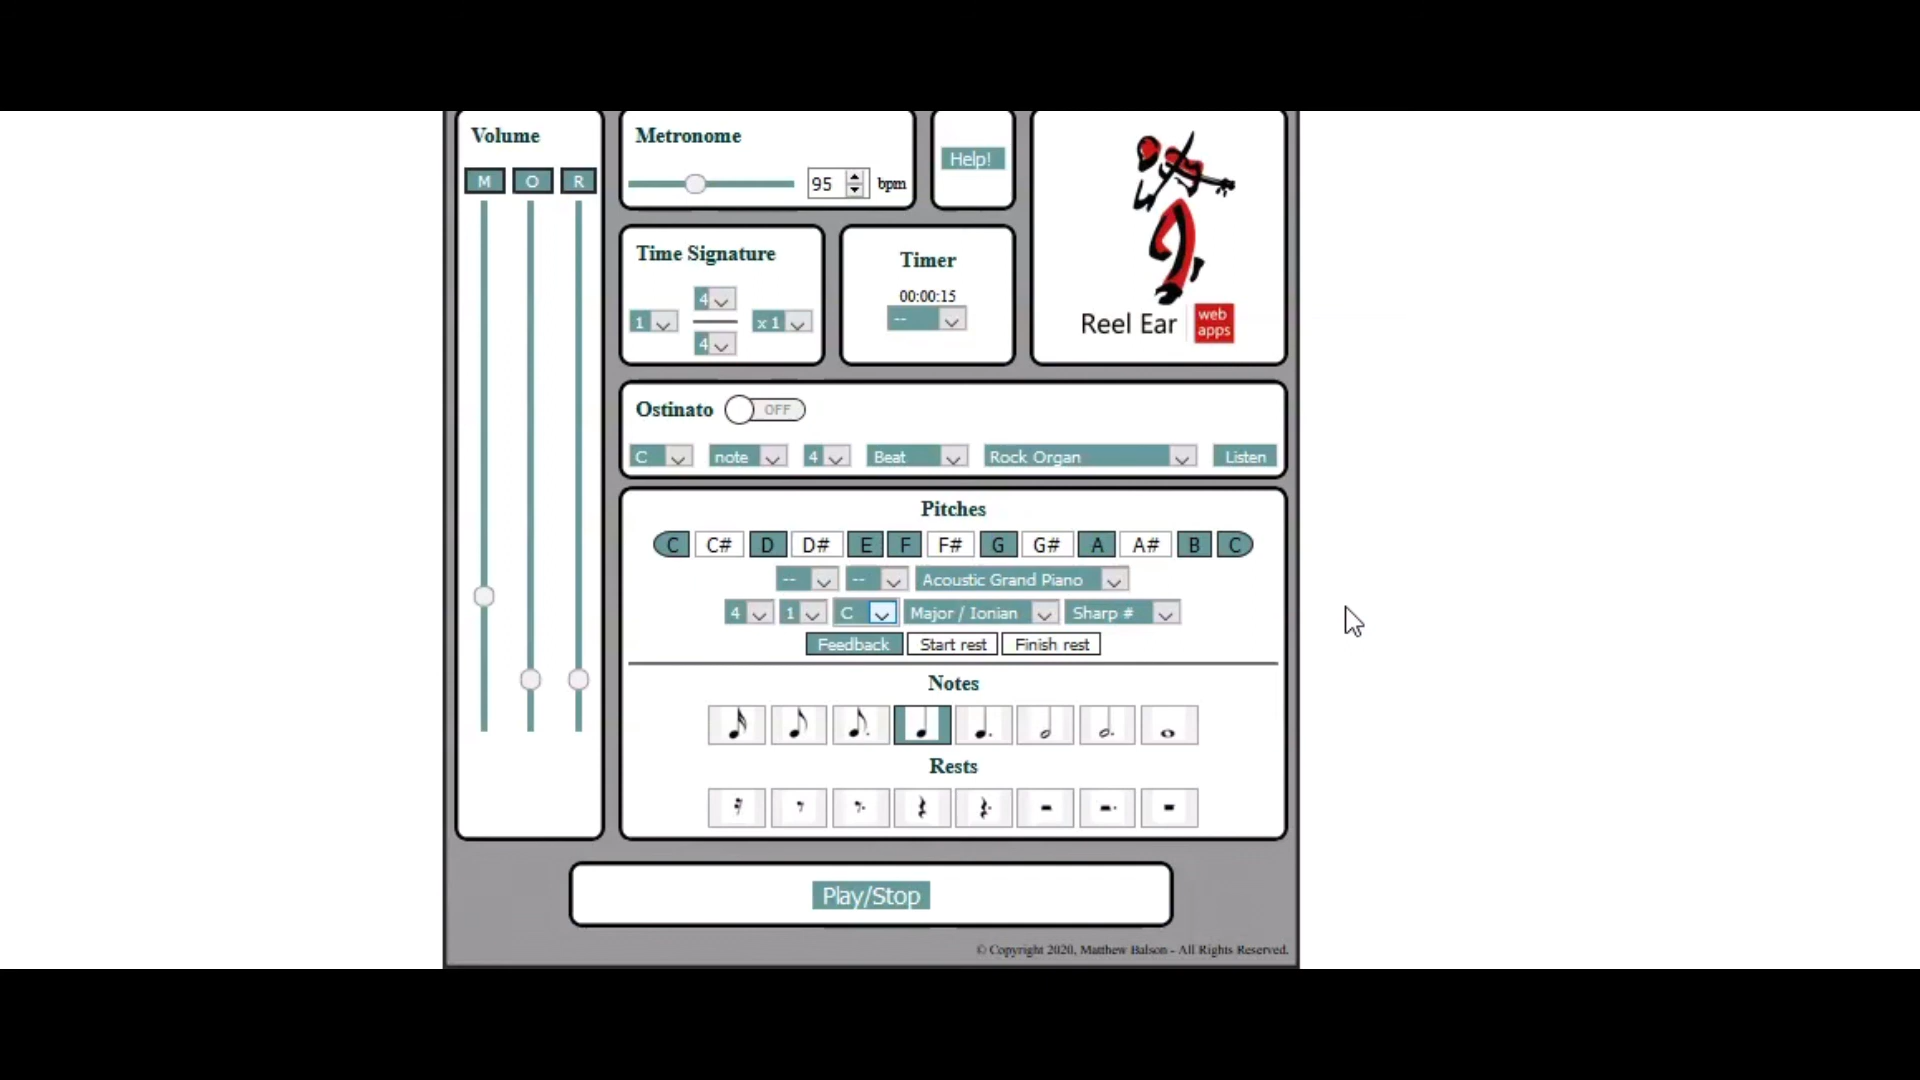 Volume
M O R
Metronome
95 bpm
Help!
Time Signature
4
1 x 1
4
Timer
00:00:15
--
Reel Ear web apps
Ostinato OFF
C note 4 Beat Rock Organ Listen
Pitches
C C# D D# E F F# G G# A A# B C
-- -- Acoustic Grand Piano
4 1 C Major / Ionian Sharp #
Feedback Start rest Finish rest
Notes
Rests
Play/Stop
© Copyright 2020, Matthew Balson - All Rights Reserved.